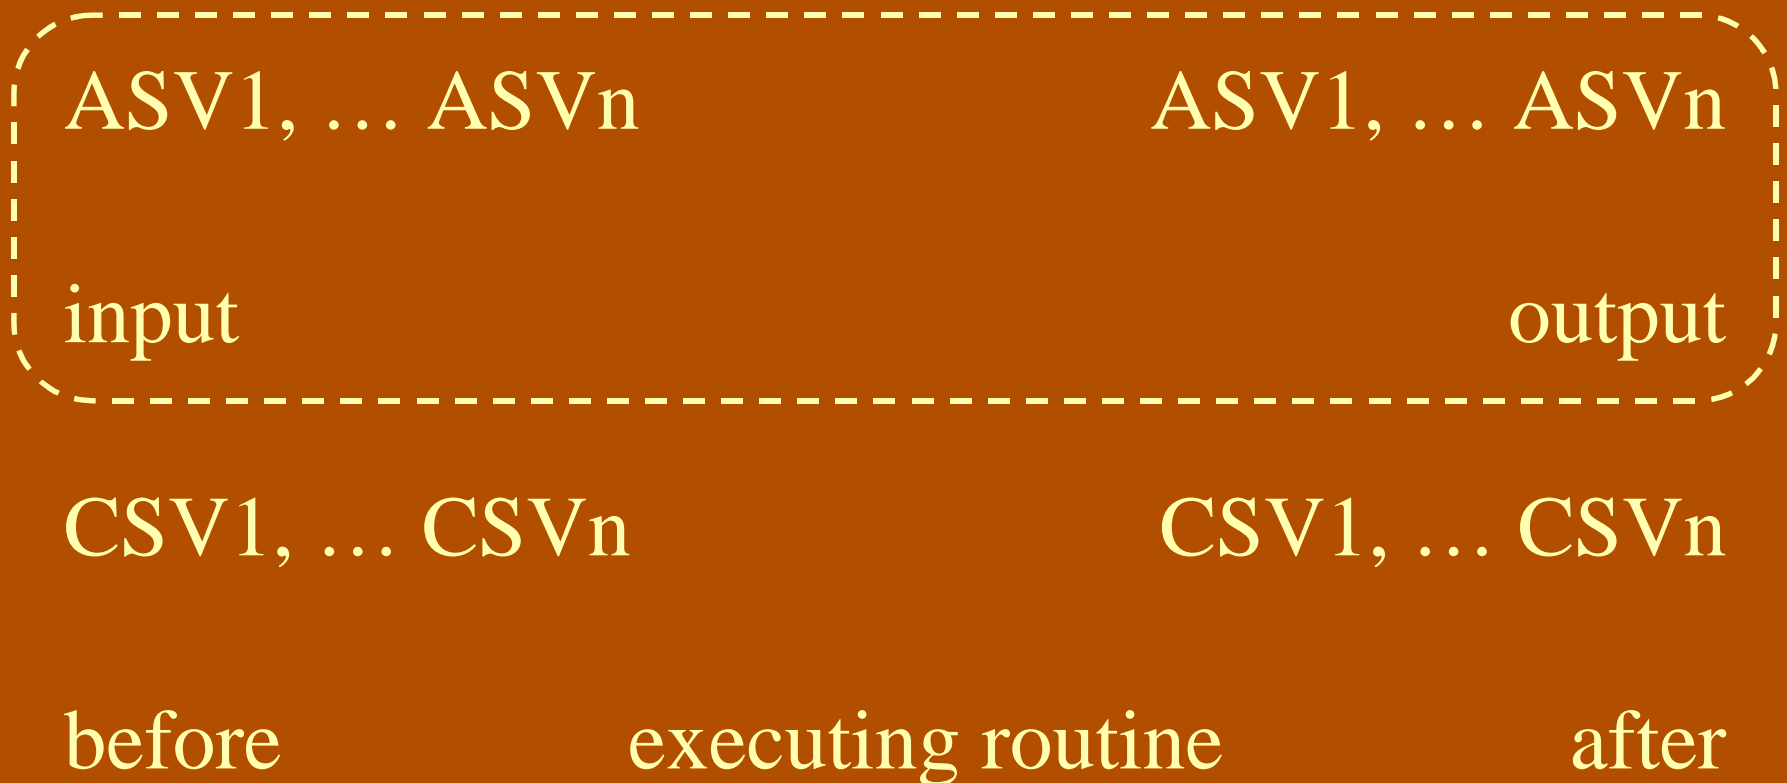 ASV1, … ASVn ASV1, … ASVn
input output
CSV1, … CSVn CSV1, … CSVn
before executing routine after